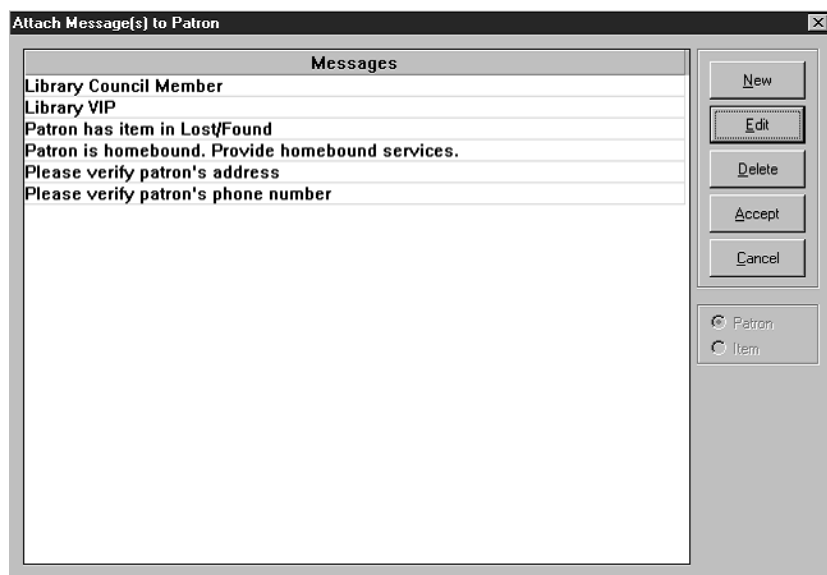 Attach Message(s) to Patron
Messages
Library Council Member
Library VIP
Patron has item in Lost/Found
Patron is homebound. Provide homebound services.
Please verify patron's address
Please verify patron's phone number
New
Edit
Delete
Accept
Cancel
Patron
Item